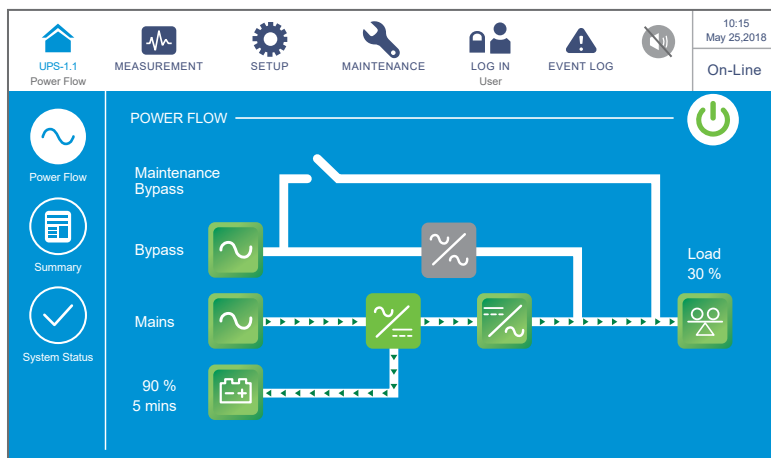 UPS-1.1
Power Flow
MEASUREMENT
SETUP
MAINTENANCE
LOG IN
User
EVENT LOG
10:15
May 25,2018
On-Line
Power Flow
Summary
System Status
POWER FLOW
Maintenance
Bypass
Bypass
Load
30 %
Mains
90 %
5 mins